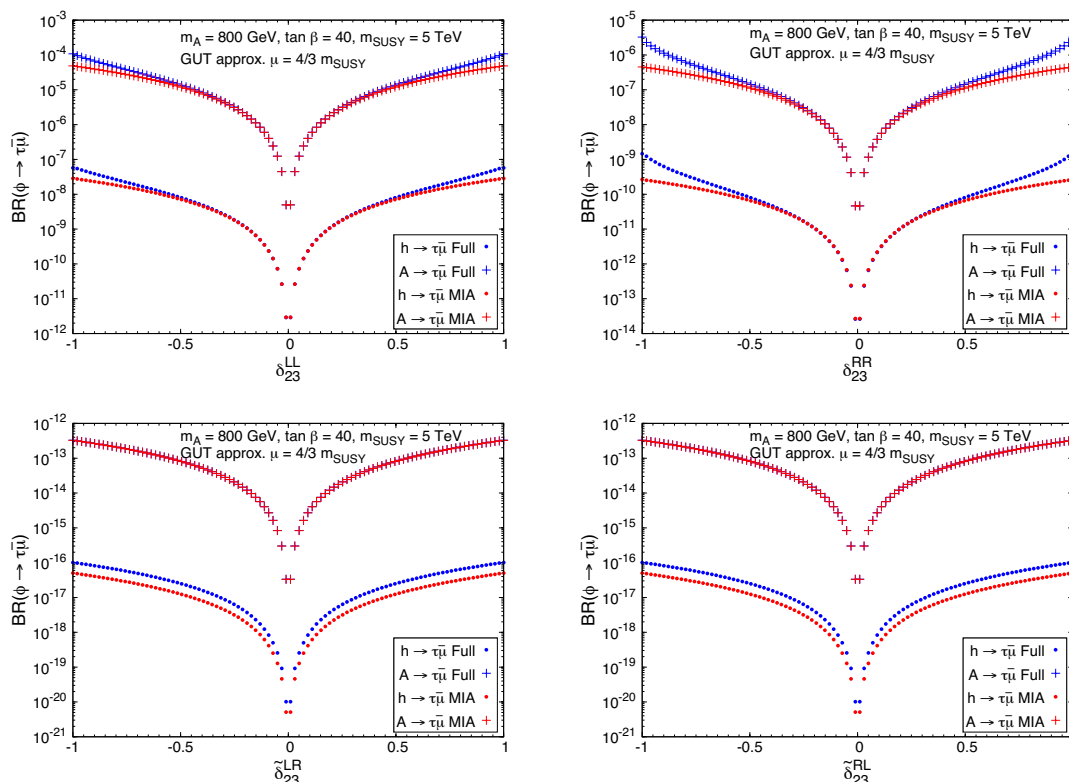 10^-3
10^-4
10^-5
10^-6
10^-7
10^-8
10^-9
10^-10
10^-11
10^-12
BR(ϕ → τμ̄)
m_A = 800 GeV, tan β = 40, m_SUSY = 5 TeV
GUT approx. μ = 4/3 m_SUSY
h → τμ̄ Full
A → τμ̄ Full
h → τμ̄ MIA
A → τμ̄ MIA
-1 -0.5 0 0.5 1
δ_23^LL
10^-5
10^-6
10^-7
10^-8
10^-9
10^-10
10^-11
10^-12
10^-13
10^-14
BR(ϕ → τμ̄)
m_A = 800 GeV, tan β = 40, m_SUSY = 5 TeV
GUT approx. μ = 4/3 m_SUSY
h → τμ̄ Full
A → τμ̄ Full
h → τμ̄ MIA
A → τμ̄ MIA
-1 -0.5 0 0.5
δ_23^RR
10^-12
10^-13
10^-14
10^-15
10^-16
10^-17
10^-18
10^-19
10^-20
10^-21
BR(ϕ → τμ̄)
m_A = 800 GeV, tan β = 40, m_SUSY = 5 TeV
GUT approx. μ = 4/3 m_SUSY
h → τμ̄ Full
A → τμ̄ Full
h → τμ̄ MIA
A → τμ̄ MIA
-1 -0.5 0 0.5 1
δ̃_23^LR
10^-12
10^-13
10^-14
10^-15
10^-16
10^-17
10^-18
10^-19
10^-20
10^-21
BR(ϕ → τμ̄)
m_A = 800 GeV, tan β = 40, m_SUSY = 5 TeV
GUT approx. μ = 4/3 m_SUSY
h → τμ̄ Full
A → τμ̄ Full
h → τμ̄ MIA
A → τμ̄ MIA
-1 -0.5 0 0.5
δ̃_23^RL